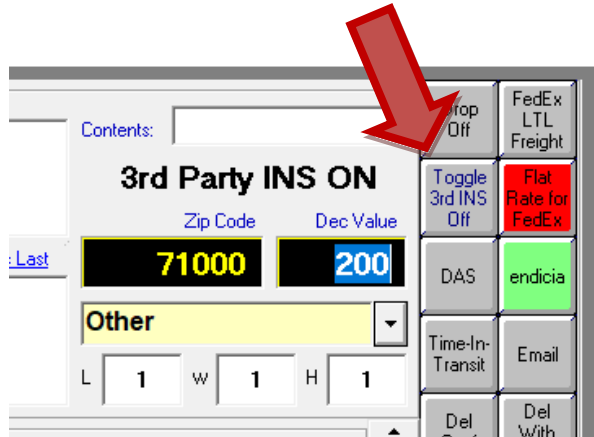 Contents:
3rd Party INS ON
Zip Code Dec Value
71000 200
Last
Other
L 1 W 1 H 1
Off
FedEx
LTL
Freight
Toggle
3rd INS
Off
Flat
Rate for
FedEx
DAS
endicia
Time-In-
Transit
Email
Del
Del
With